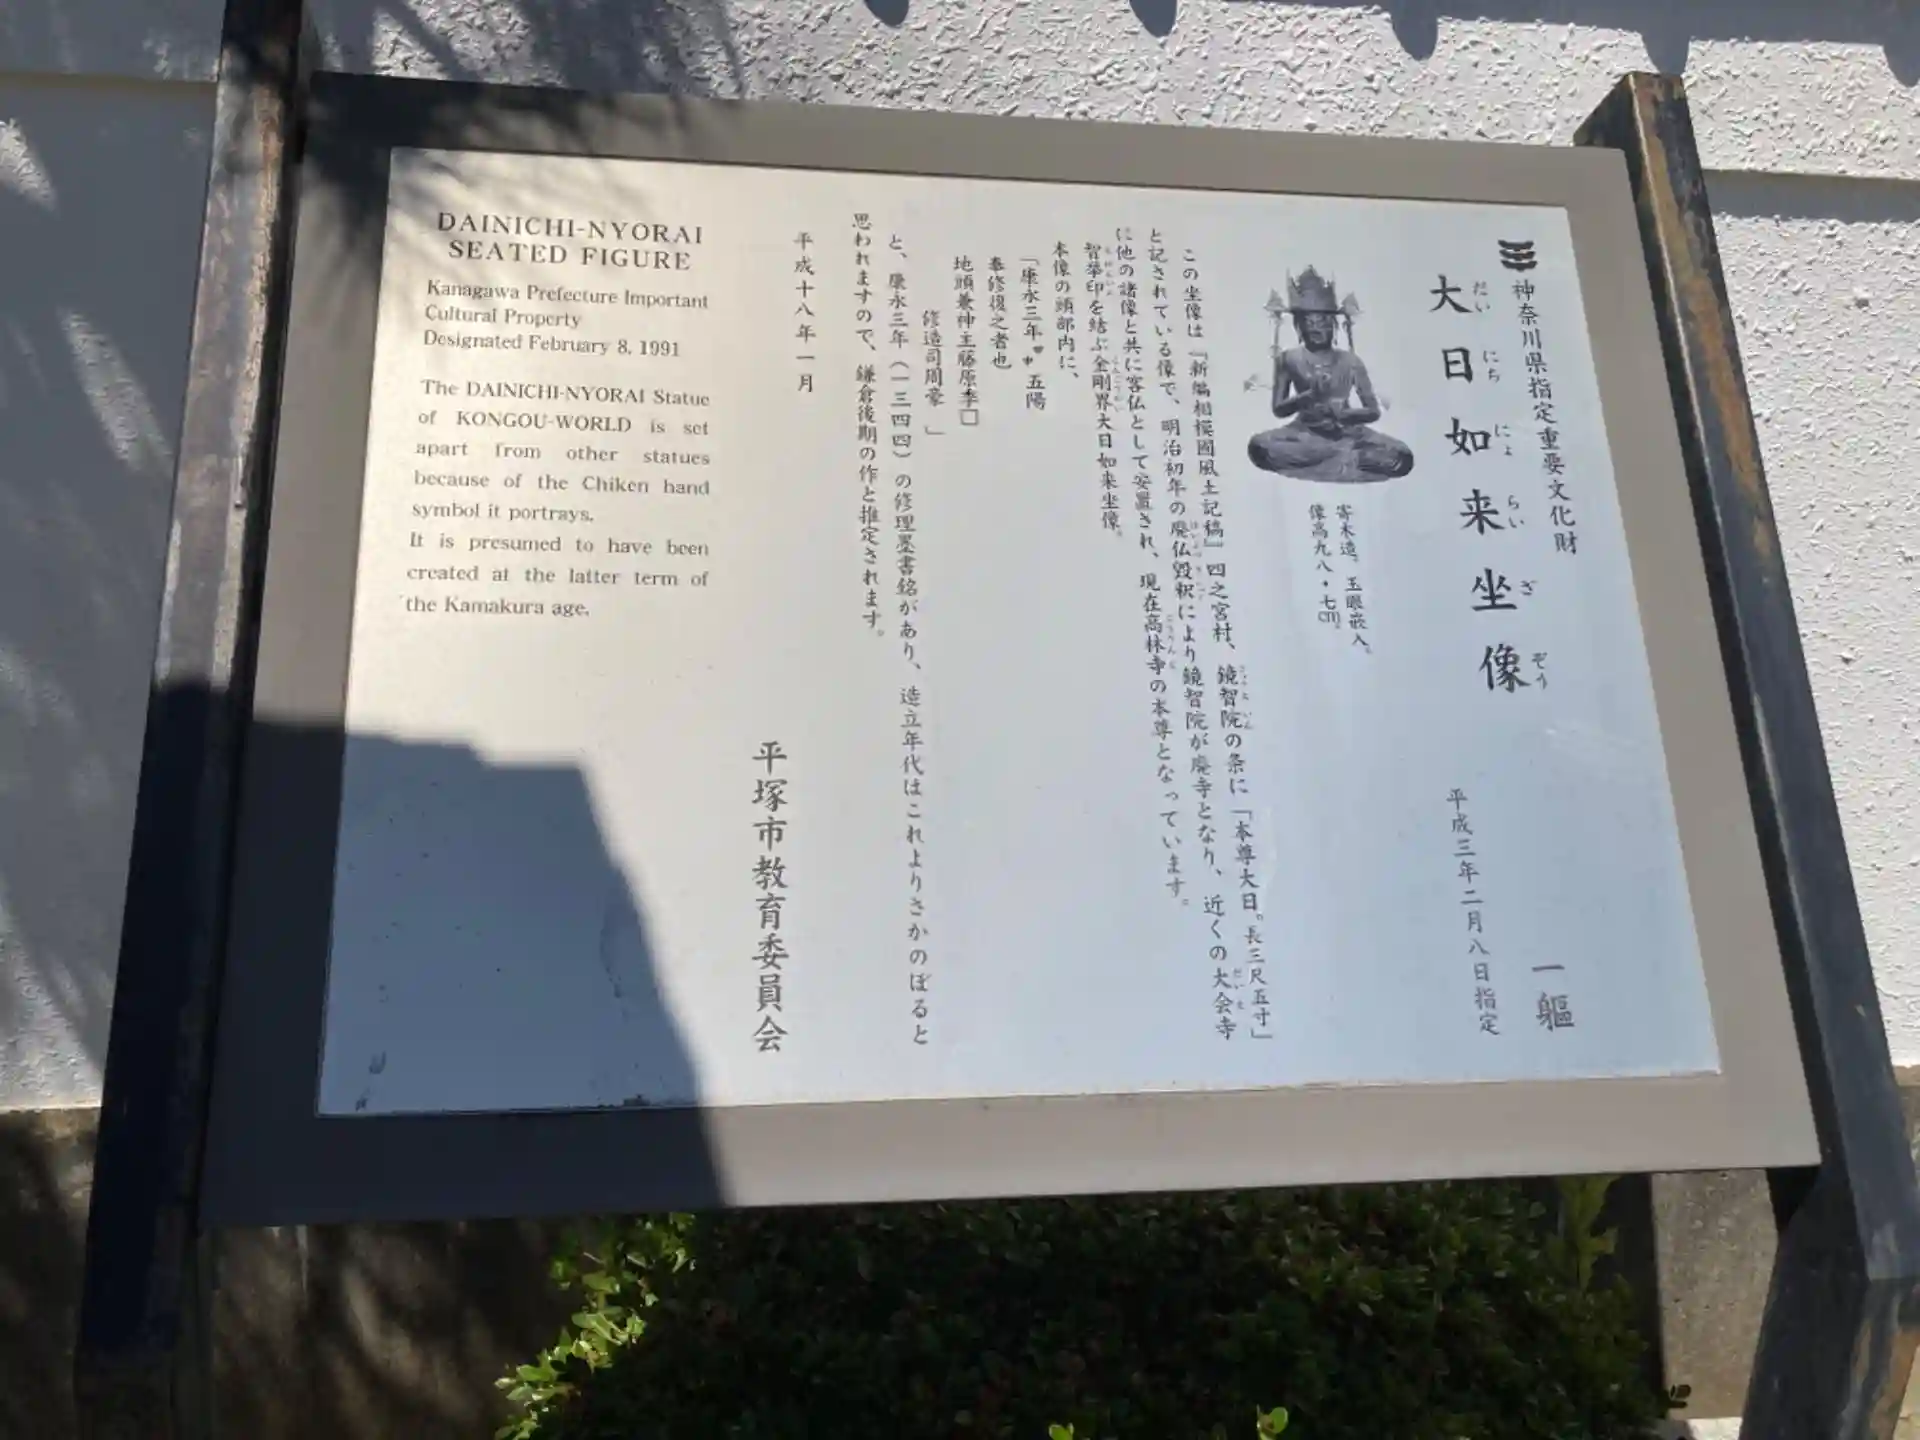 神奈川県指定重要文化財
大日如来坐像
だいにちにょらいざぞう
一軀
平成三年二月八日指定
寄木造、玉眼嵌入。
像高九八・七cm。
この坐像は『新編相模國風土記稿』四之宮村、鏡智院の条に「本尊大日。長三尺五寸」
と記されている像で、明治初年の廃仏毀釈により鏡智院が廃寺となり、近くの大会寺
に他の諸像と共に客仏として安置され、現在高林寺の本尊となっています。
智拳印を結ぶ金剛界大日如来坐像。
本像の頭部内に、
「康永三年 五陽
奉修復之者也
地頭兼神主藤原季□
修造司周豪 」
と、康永三年（一三四四）の修理墨書銘があり、造立年代はこれよりさかのぼると
思われますので、鎌倉後期の作と推定されます。
平成十八年一月
平塚市教育委員会
DAINICHI-NYORAI
SEATED FIGURE
Kanagawa Prefecture Important
Cultural Property
Designated February 8, 1991
The DAINICHI-NYORAI Statue
of KONGOU-WORLD is set
apart from other statues
because of the Chiken hand
symbol it portrays.
It is presumed to have been
created at the latter term of
the Kamakura age.